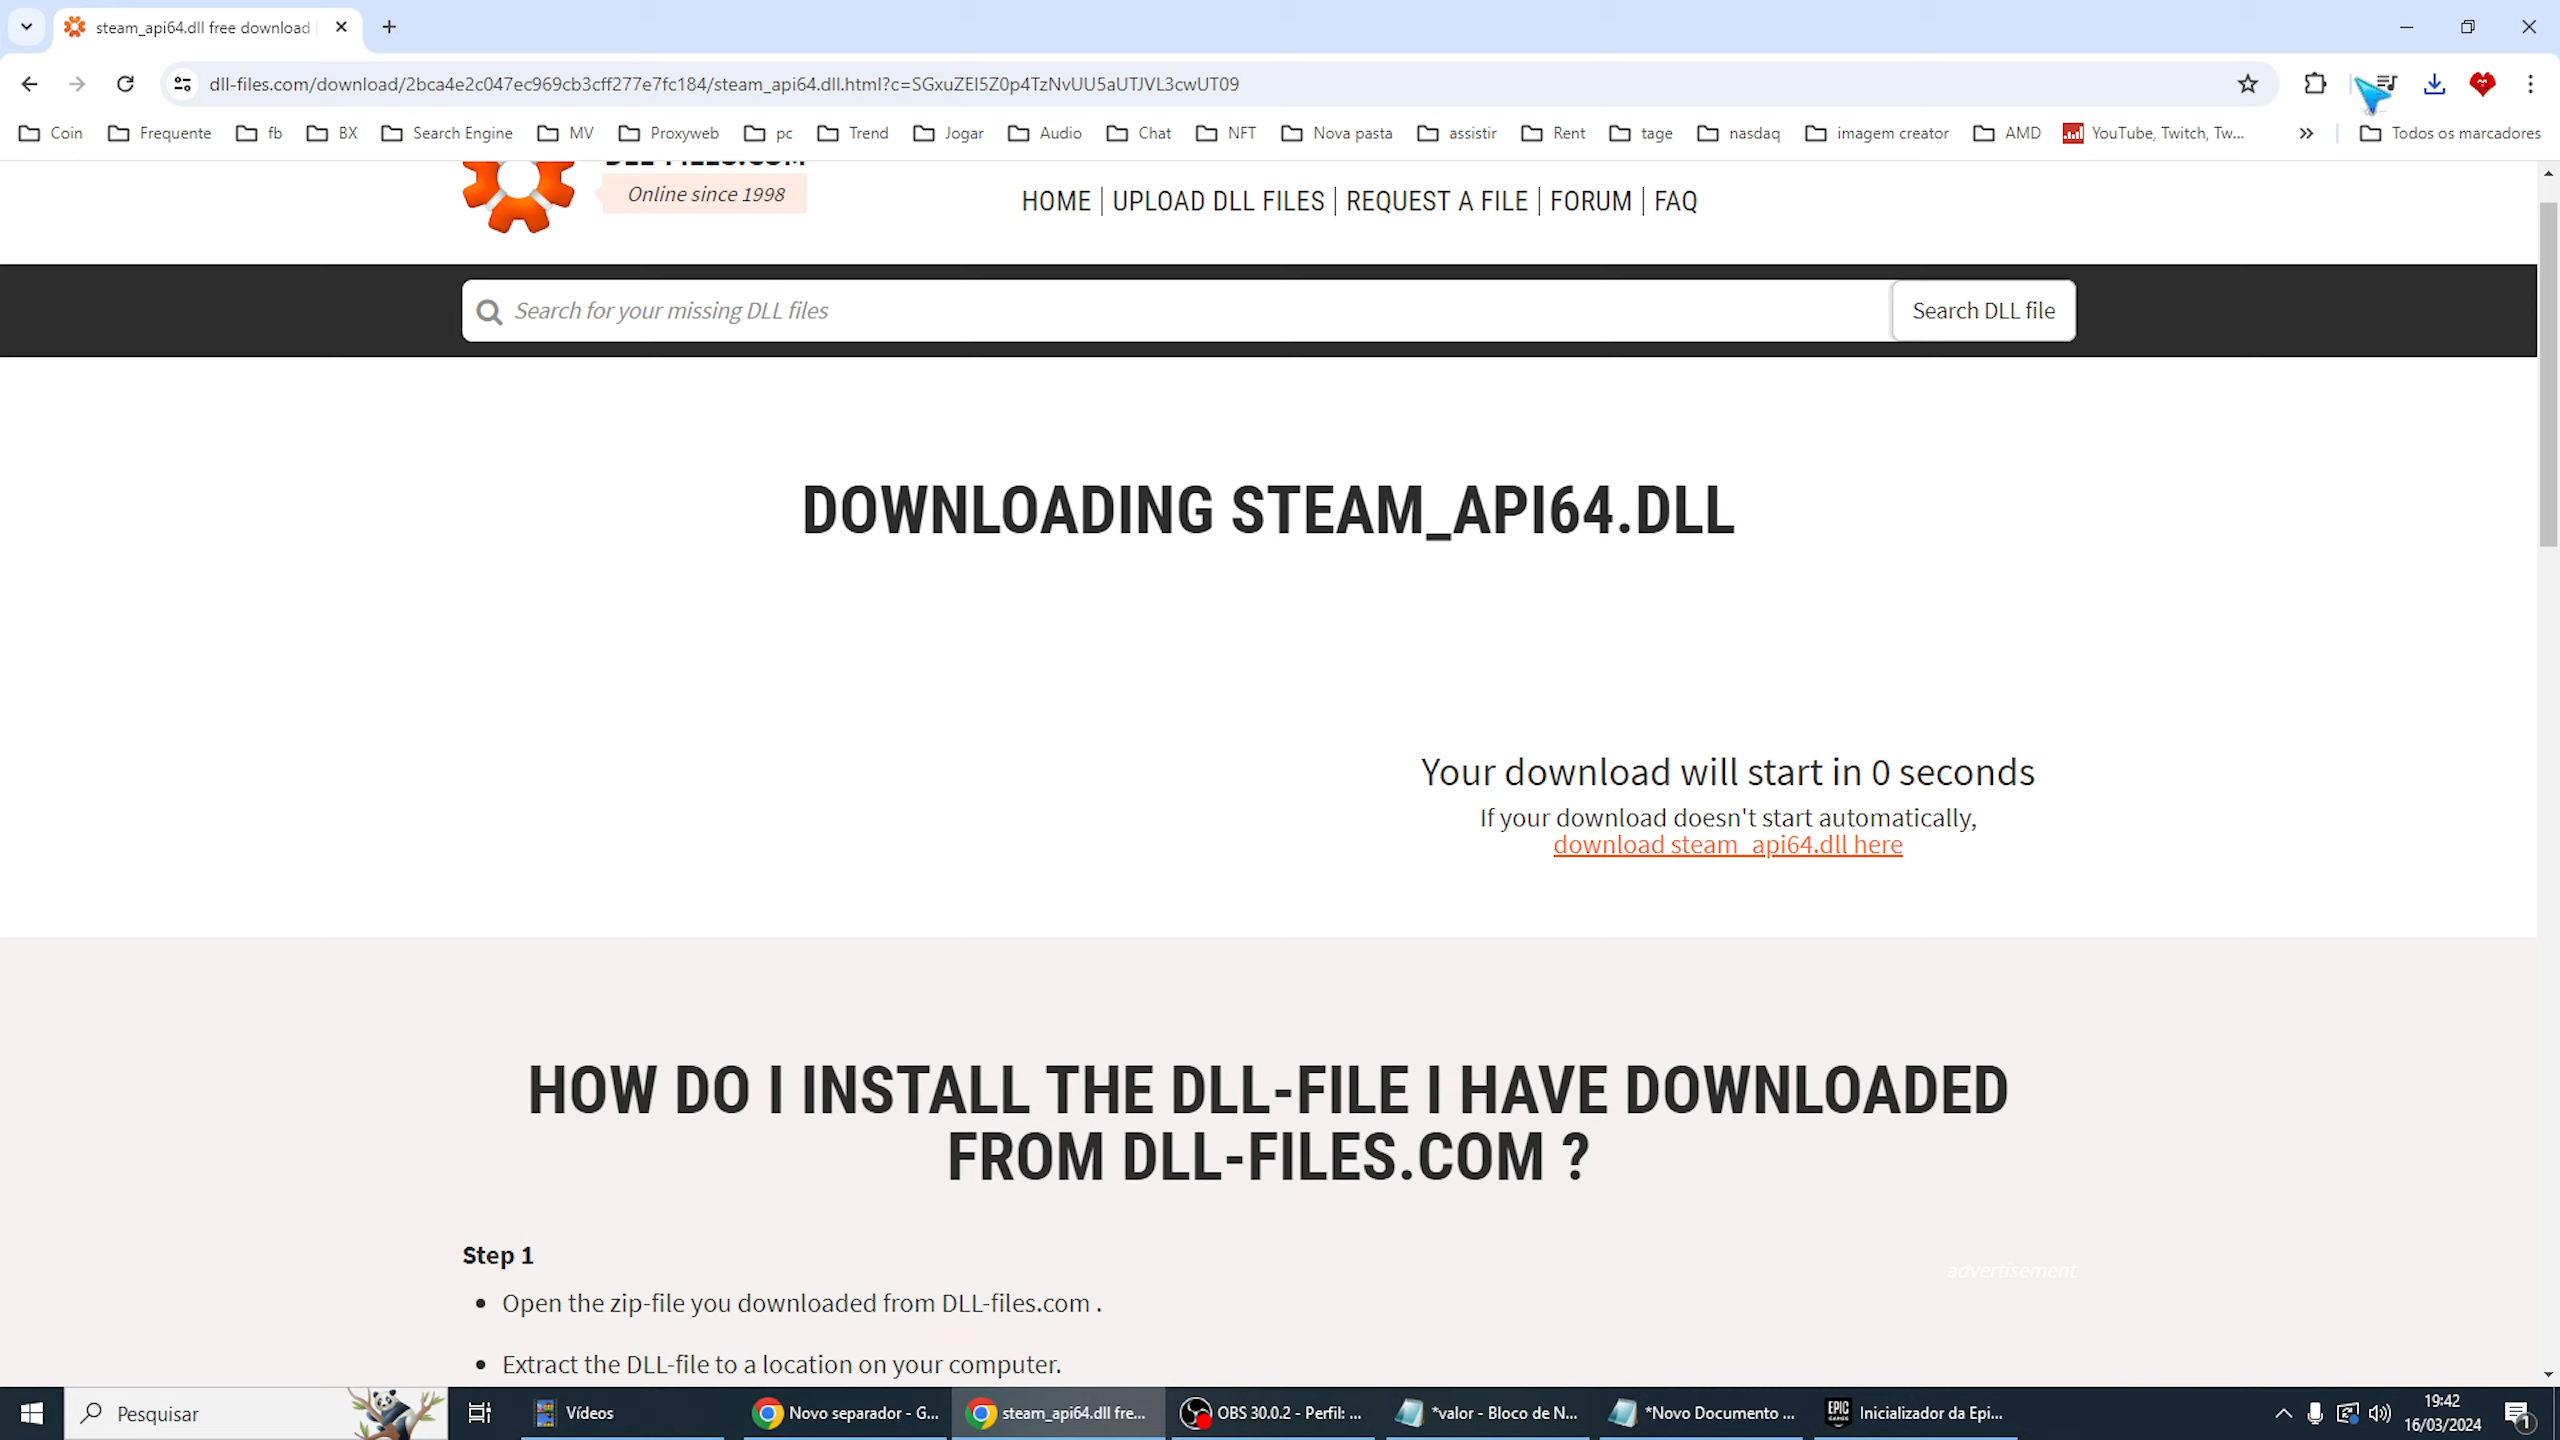 steam_api64.dll free download
dll-files.com/download/2bca4e2c047ec969cb3cff277e7fc184/steam_api64.dll.html?c=SGxuZEI5Z0p4TzNvUU5aUTJVL3cwUT09
Coin Frequente fb BX Search Engine MV Proxyweb pc Trend Jogar Audio Chat NFT Nova pasta assistir Rent tage nasdaq imagem creator AMD YouTube, Twitch, Tw... » Todos os marcadores
DLL-FILES.COM
Online since 1998
HOME UPLOAD DLL FILES REQUEST A FILE FORUM FAQ
Search for your missing DLL files Search DLL file
DOWNLOADING STEAM_API64.DLL
Your download will start in 0 seconds
If your download doesn't start automatically,
download steam_api64.dll here
HOW DO I INSTALL THE DLL-FILE I HAVE DOWNLOADED
FROM DLL-FILES.COM ?
Step 1
advertisement
• Open the zip-file you downloaded from DLL-files.com .
• Extract the DLL-file to a location on your computer.
Pesquisar Vídeos Novo separador - G... steam_api64.dll fre... OBS 30.0.2 - Perfil: ... *valor - Bloco de N... *Novo Documento ... EPIC GAMES Inicializador da Epi... 19:42
16/03/2024 1